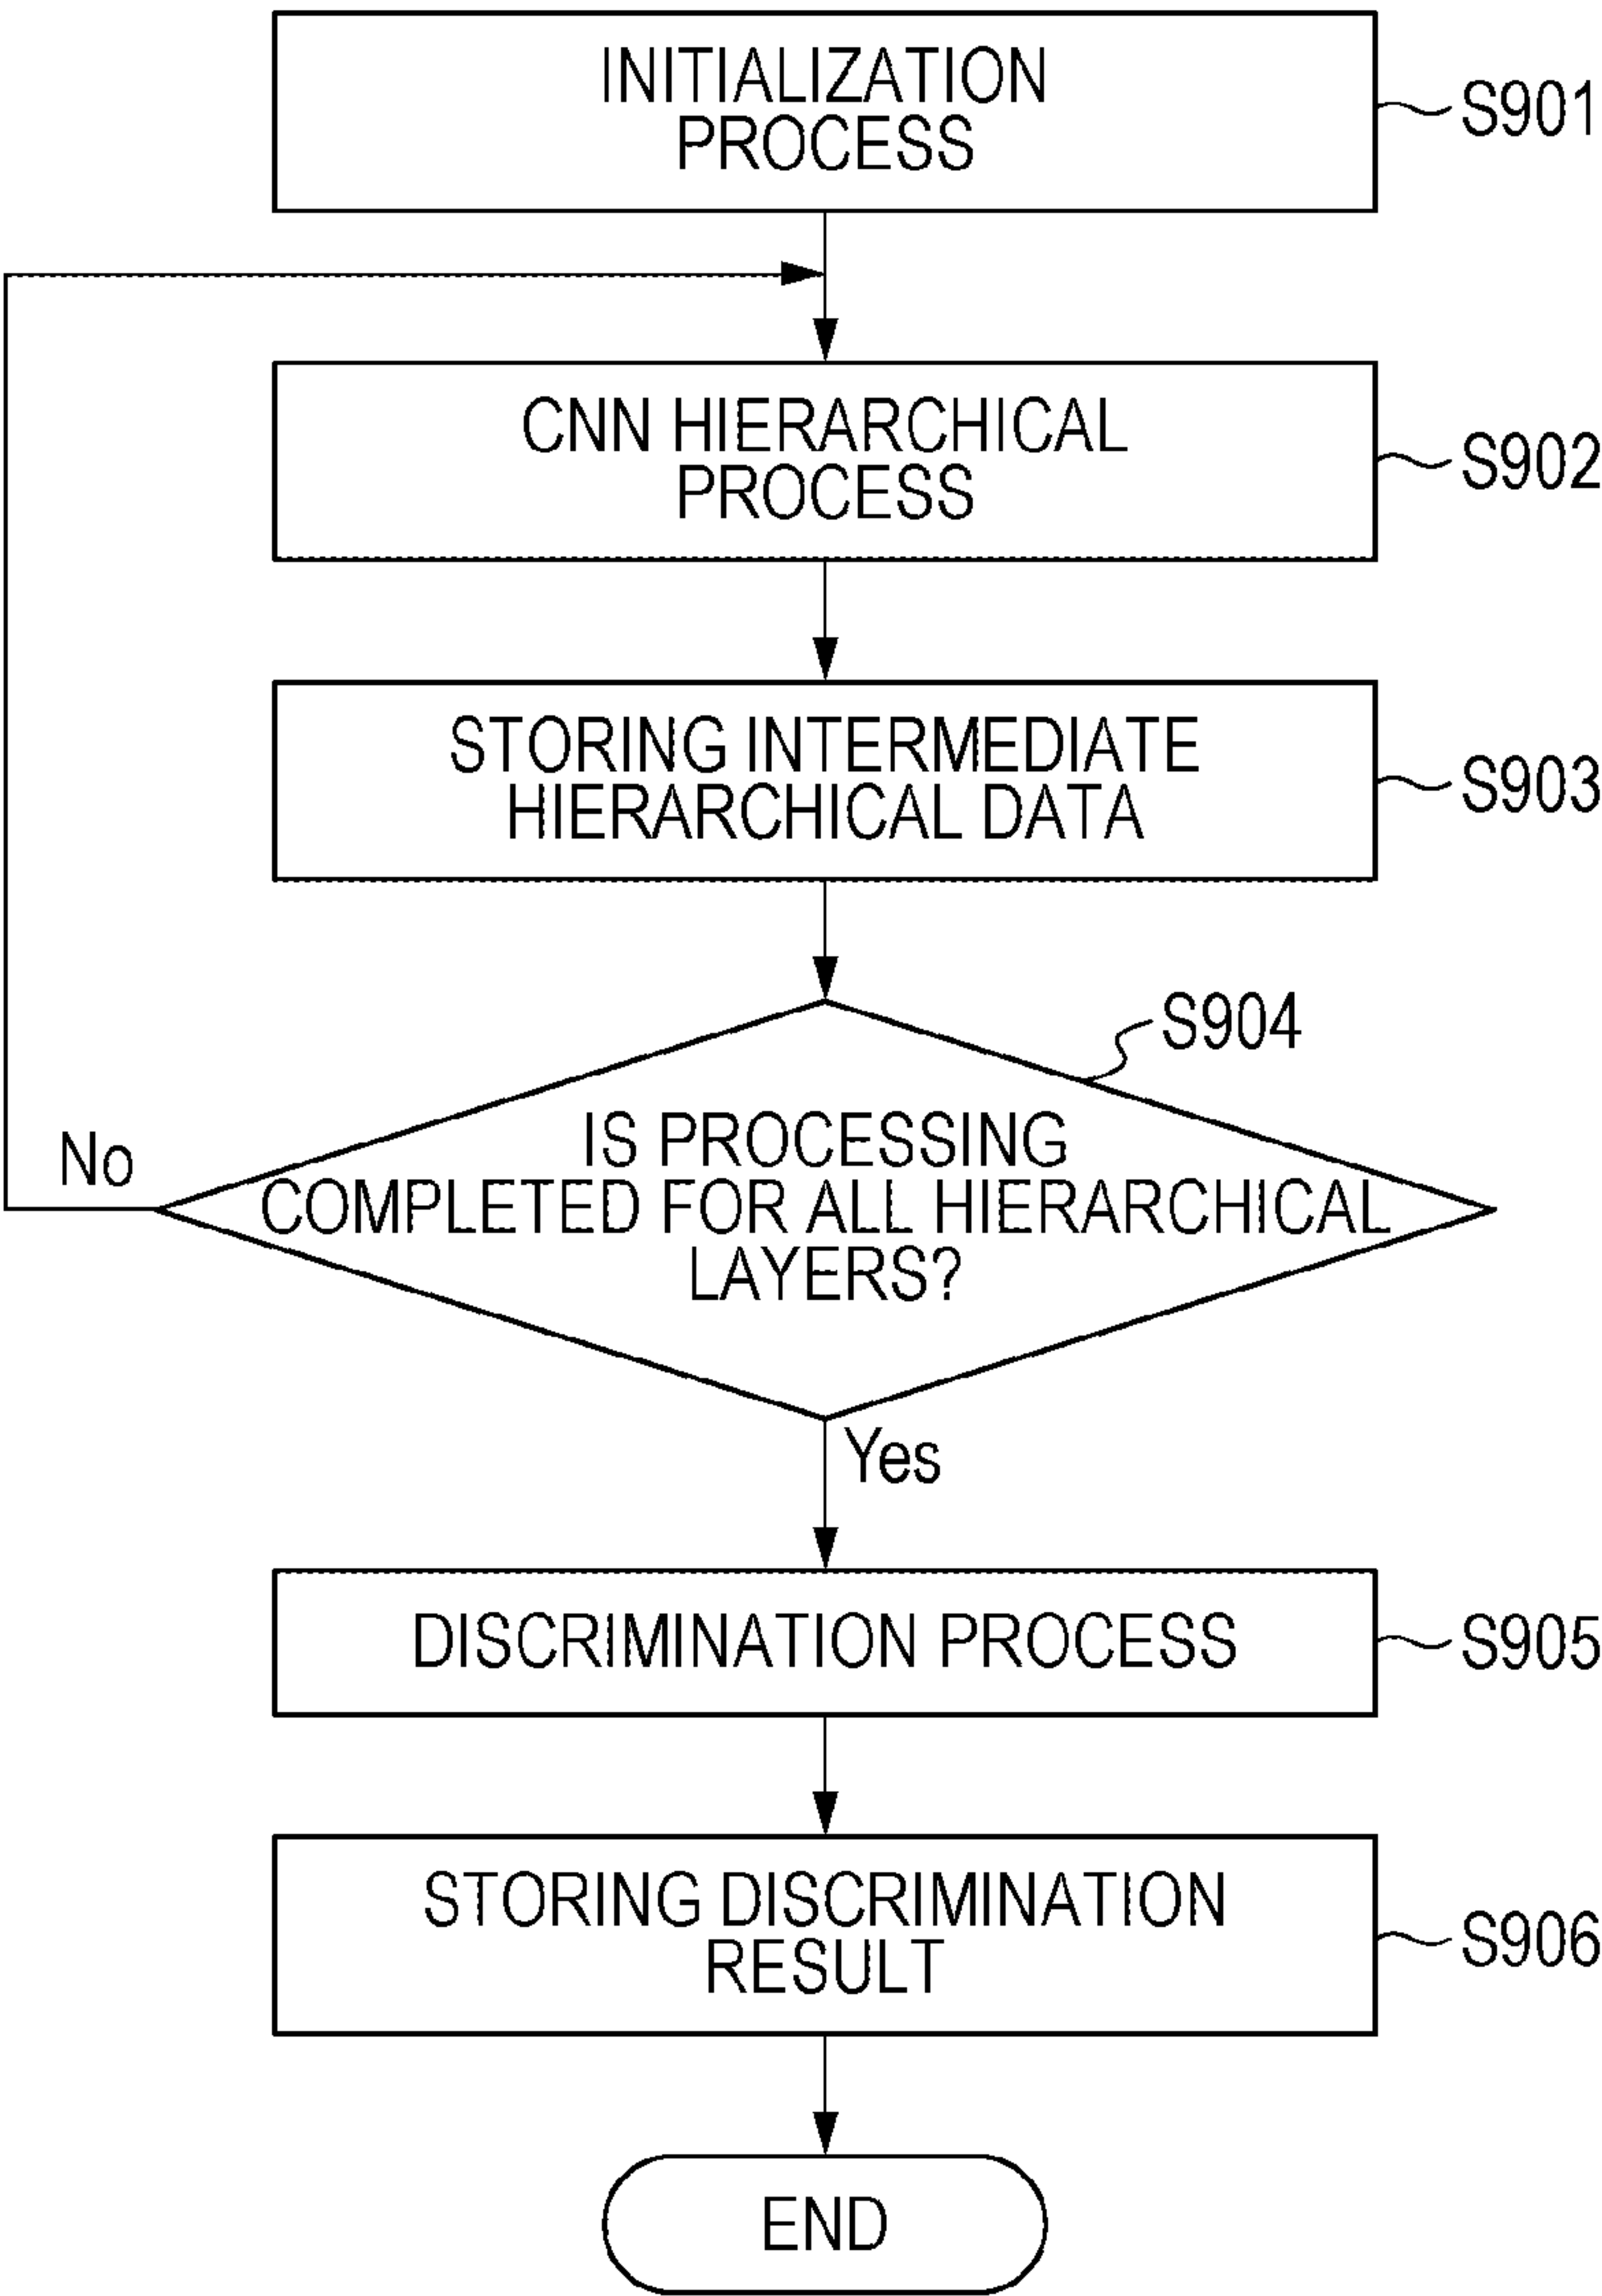 INITIALIZATION
PROCESS
S901
CNN HIERARCHICAL
PROCESS
S902
STORING INTERMEDIATE
HIERARCHICAL DATA
S903
S904
IS PROCESSING
COMPLETED FOR ALL HIERARCHICAL
LAYERS?
No
Yes
DISCRIMINATION PROCESS
S905
STORING DISCRIMINATION
RESULT
S906
END